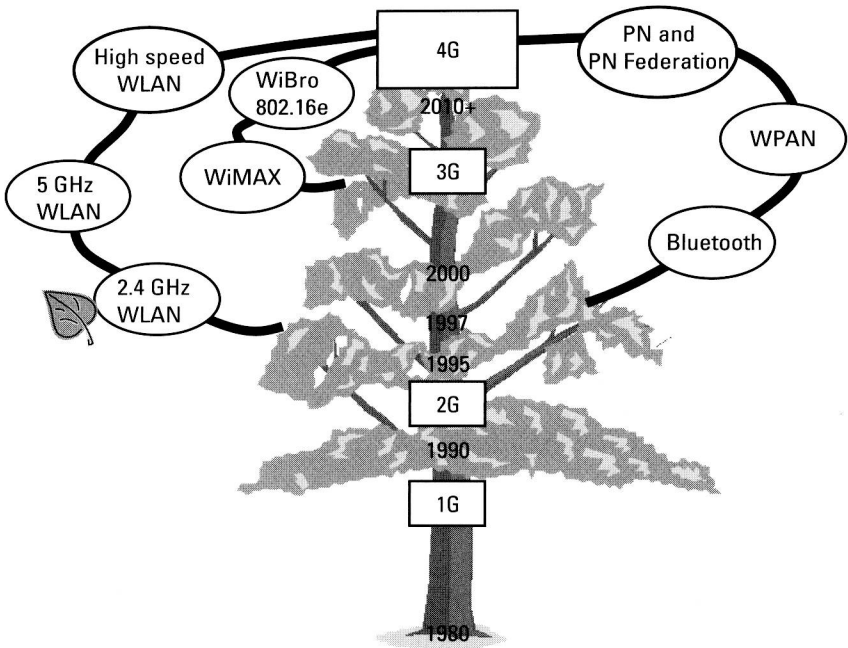 4G
PN and
PN Federation
High speed
WLAN
WiBro
802.16e
2010+
WPAN
3G
WiMAX
5 GHz
WLAN
Bluetooth
2000
2.4 GHz
WLAN
1997
1995
2G
1990
1G
1980